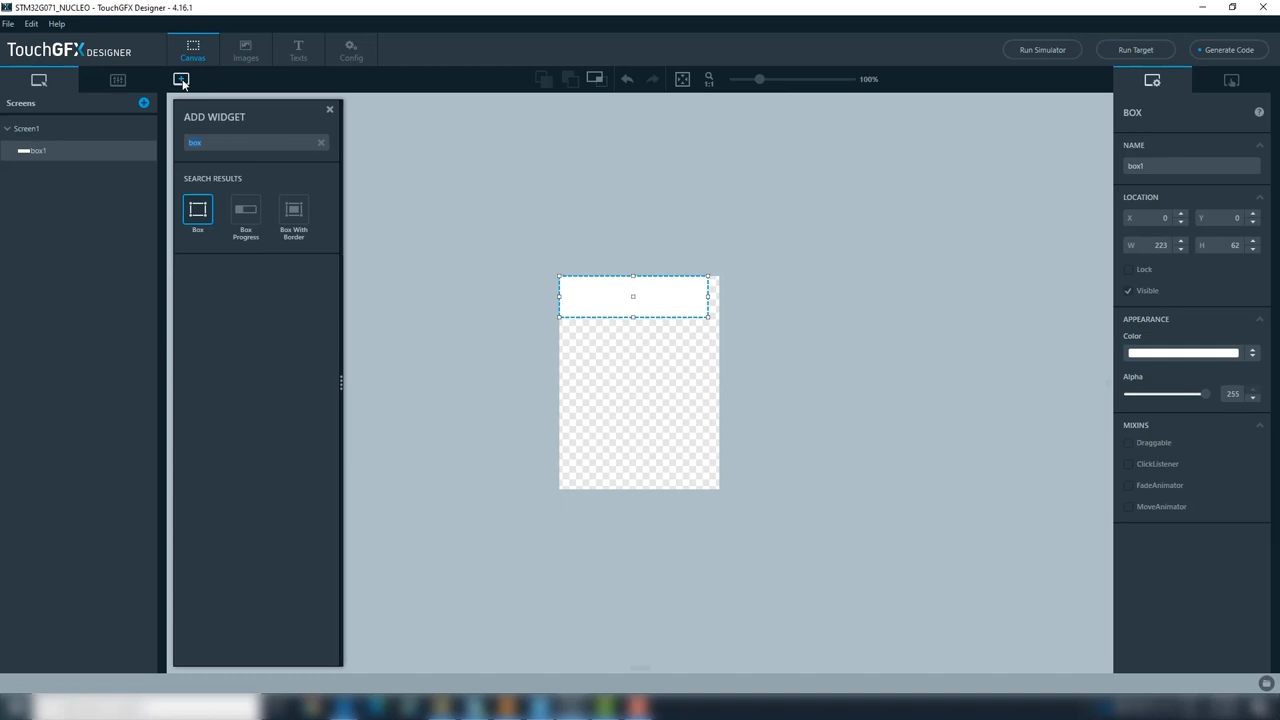 STM32G071_NUCLEO - TouchGFX Designer - 4.16.1
File Edit Help
TouchGFX DESIGNER
Canvas Images Texts Config
Run Simulator Run Target Generate Code
1:1 100%
Screens
Screen1
box1
ADD WIDGET
box
SEARCH RESULTS
Box
Box Progress
Box With Border
BOX
NAME
box1
LOCATION
X 0 Y 0
W 223 H 62
Lock
Visible
APPEARANCE
Color
Alpha
255
MIXINS
Draggable
ClickListener
FadeAnimator
MoveAnimator